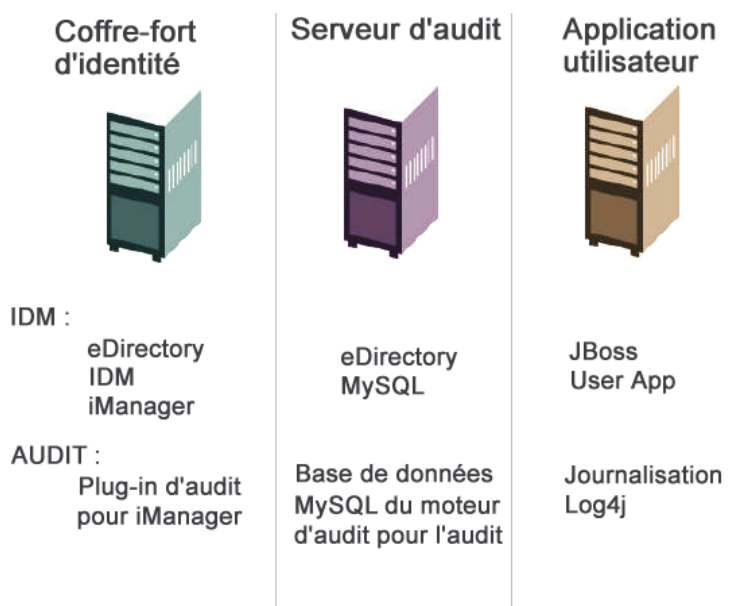 Coffre-fort
d'identité
Serveur d'audit
Application
utilisateur
IDM :
eDirectory
IDM
iManager
eDirectory
MySQL
JBoss
User App
AUDIT :
Plug-in d'audit
pour iManager
Base de données
MySQL du moteur
d'audit pour l'audit
Journalisation
Log4j